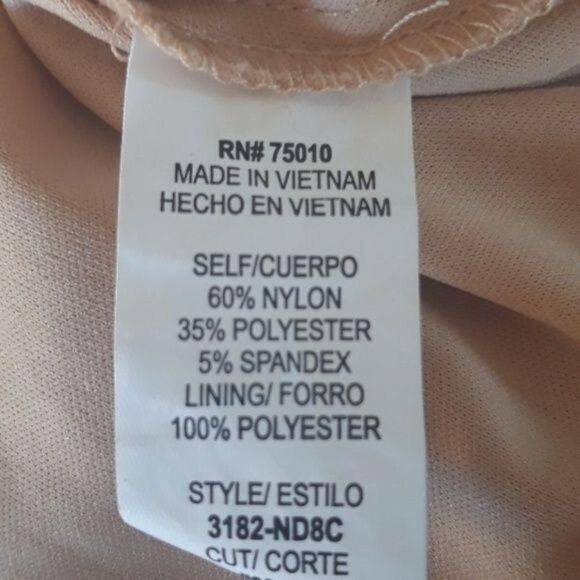 RN# 75010
MADE IN VIETNAM
HECHO EN VIETNAM
SELF/CUERPO
60% NYLON
35% POLYESTER
5% SPANDEX
LINING/ FORRO
100% POLYESTER
STYLE/ ESTILO
3182-ND8C
CUT/ CORTE